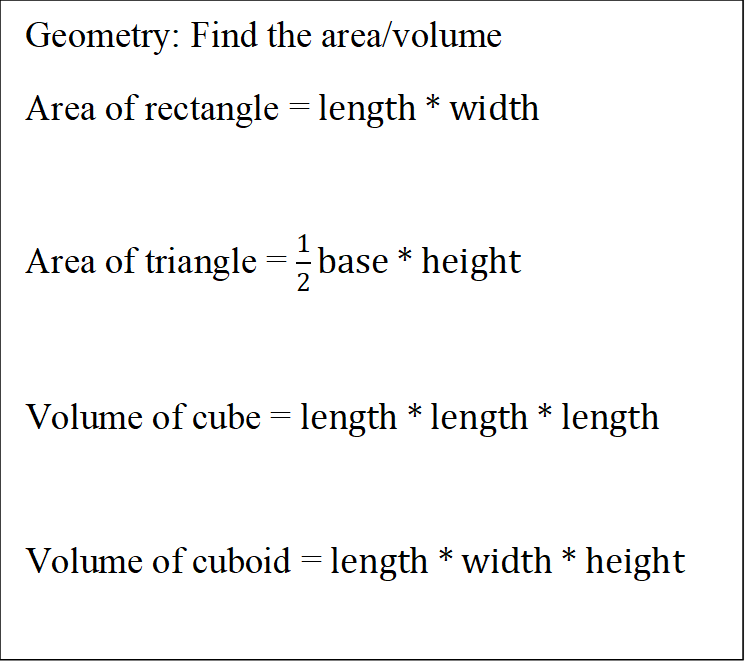 Geometry: Find the area/volume
Area of rectangle = length * width
Area of triangle = 1/2 base * height
Volume of cube = length * length * length
Volume of cuboid = length * width * height